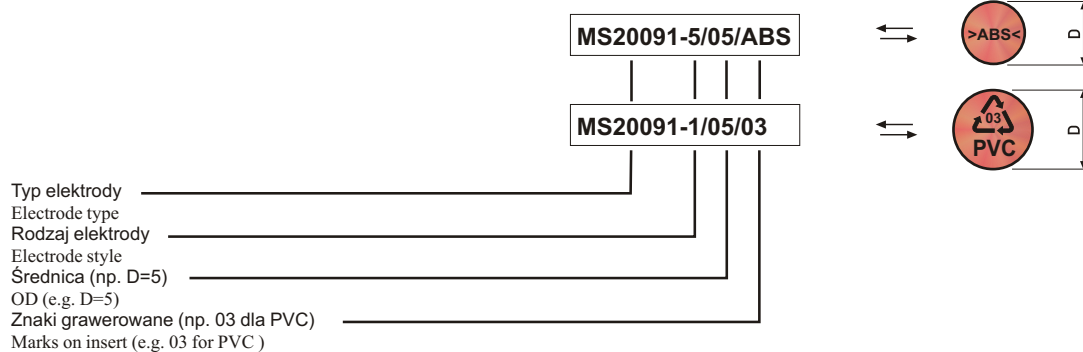 MS20091-5/05/ABS
>ABS<
D
MS20091-1/05/03
03
PVC
D
Typ elektrody
Electrode type
Rodzaj elektrody
Electrode style
Średnica (np. D=5)
OD (e.g. D=5)
Znaki grawerowane (np. 03 dla PVC)
Marks on insert (e.g. 03 for PVC )